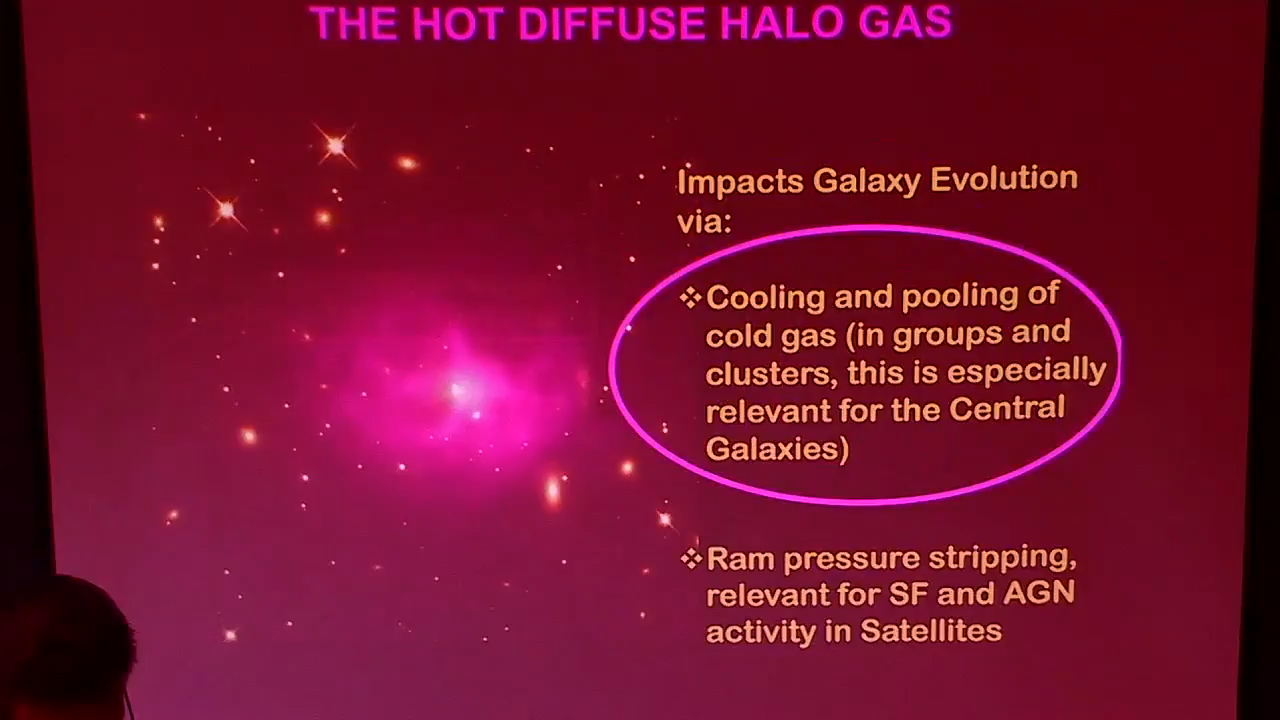 THE HOT DIFFUSE HALO GAS
Impacts Galaxy Evolution
via:
❖Cooling and pooling of
cold gas (in groups and
clusters, this is especially
relevant for the Central
Galaxies)
❖Ram pressure stripping,
relevant for SF and AGN
activity in Satellites